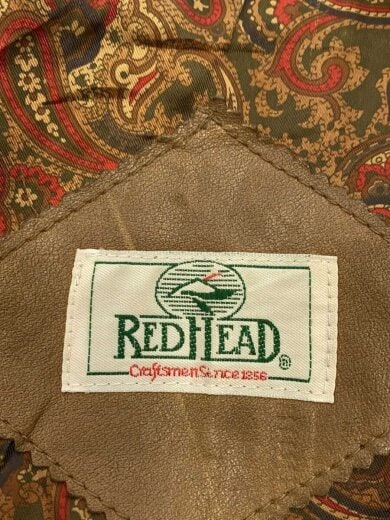 REDHEAD ®
Craftsmen Since 1856